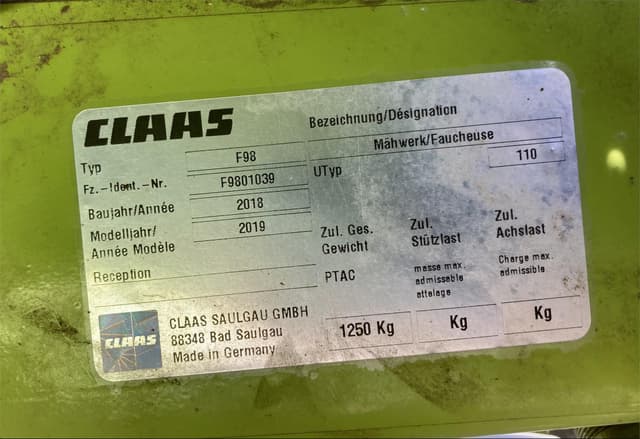 CLAAS
Bezeichnung/Désignation
Mähwerk/Faucheuse
Typ F98
UTyp 110
Fz.-Ident.-Nr. F9801039
Baujahr/Année 2018
Modelljahr/
Année Modèle 2019
Reception
Zul. Ges.
Gewicht
PTAC
1250 Kg
Zul.
Stützlast
masse max.
admissable
attelage
Kg
Zul.
Achslast
Charge max.
admissible
Kg
CLAAS
CLAAS SAULGAU GMBH
88348 Bad Saulgau
Made in Germany